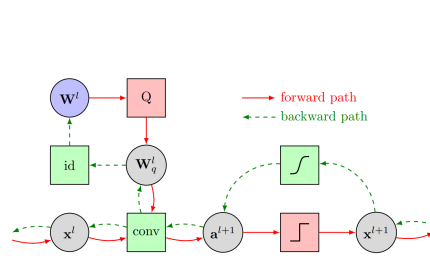 W^l
Q
forward path
backward path
id
W_q^l
x^l
conv
a^{l+1}
x^{l+1}